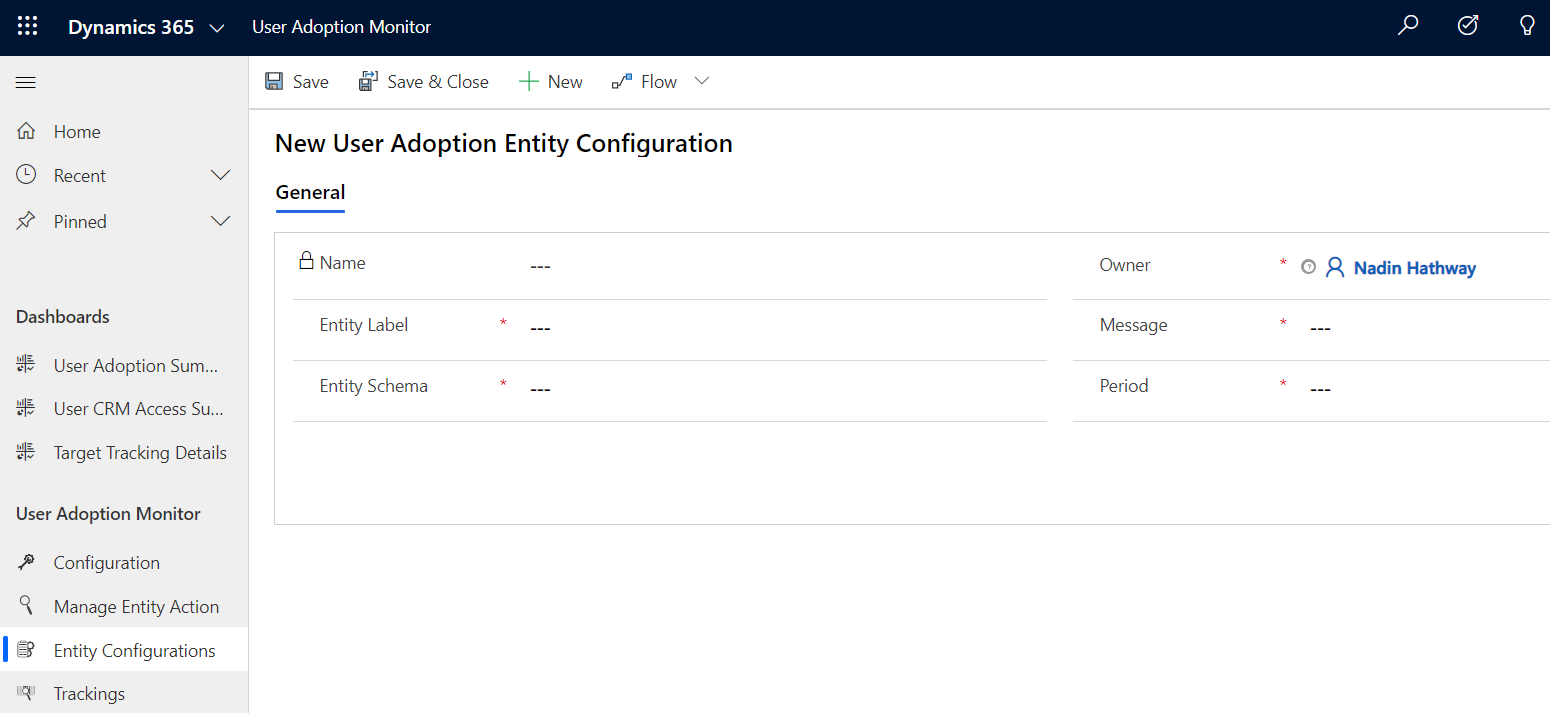 Dynamics 365 User Adoption Monitor
Save Save & Close New Flow
Home
Recent
Pinned
Dashboards
User Adoption Sum...
User CRM Access Su...
Target Tracking Details
User Adoption Monitor
Configuration
Manage Entity Action
Entity Configurations
Trackings
New User Adoption Entity Configuration
General
Name ---
Entity Label * ---
Entity Schema * ---
Owner * Nadin Hathway
Message * ---
Period * ---